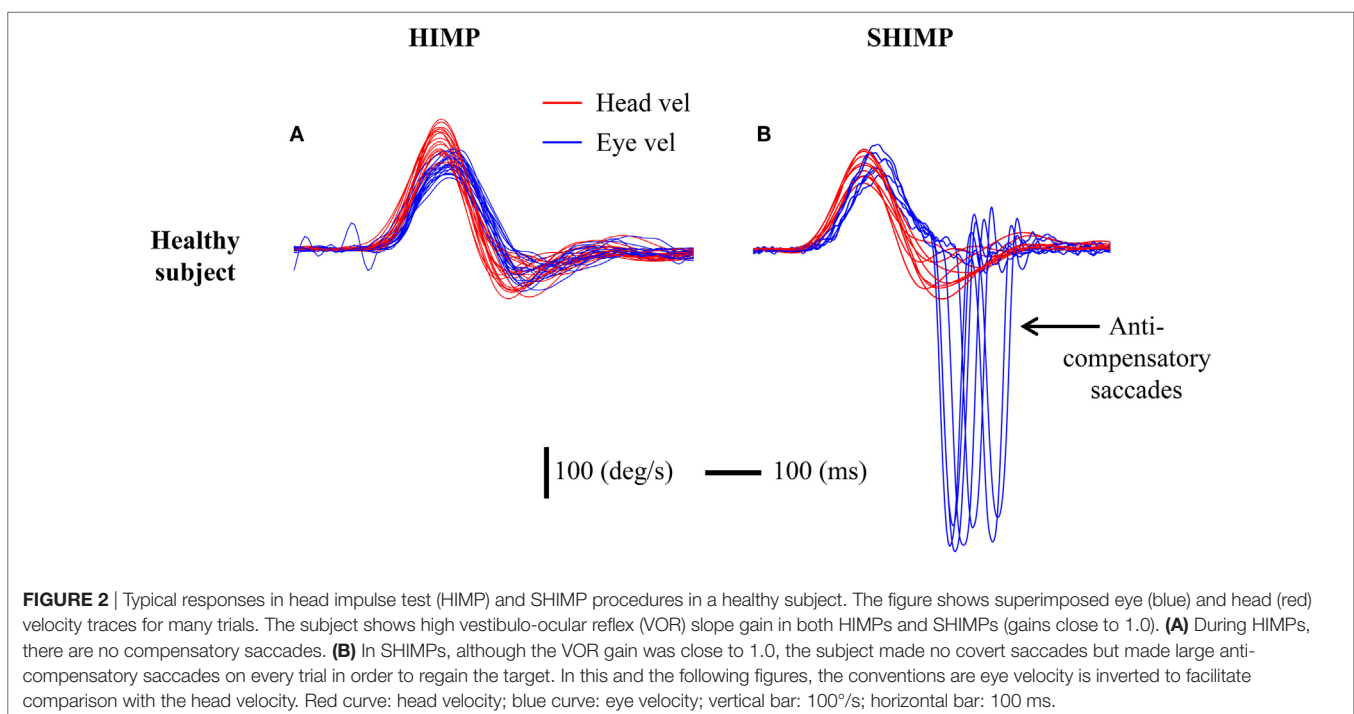 HIMP
SHIMP
Head vel
Eye vel
A
B
Healthy
subject
Anti-
compensatory
saccades
100 (deg/s)
100 (ms)
FIGURE 2 | Typical responses in head impulse test (HIMP) and SHIMP procedures in a healthy subject. The figure shows superimposed eye (blue) and head (red)
velocity traces for many trials. The subject shows high vestibulo-ocular reflex (VOR) slope gain in both HIMPs and SHIMPs (gains close to 1.0). (A) During HIMPs,
there are no compensatory saccades. (B) In SHIMPs, although the VOR gain was close to 1.0, the subject made no covert saccades but made large anti-
compensatory saccades on every trial in order to regain the target. In this and the following figures, the conventions are eye velocity is inverted to facilitate
comparison with the head velocity. Red curve: head velocity; blue curve: eye velocity; vertical bar: 100°/s; horizontal bar: 100 ms.